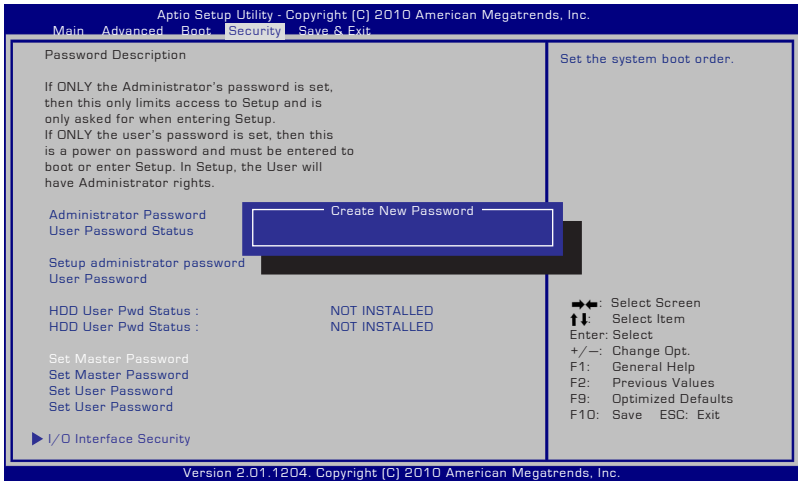 Aptio Setup Utility - Copyright (C) 2010 American Megatrends, Inc.
Main Advanced Boot Security Save & Exit
Password Description
If ONLY the Administrator's password is set,
then this only limits access to Setup and is
only asked for when entering Setup.
If ONLY the user's password is set, then this
is a power on password and must be entered to
boot or enter Setup. In Setup, the User will
have Administrator rights.
Administrator Password
User Password Status
Create New Password
Setup administrator password
User Password
HDD User Pwd Status : NOT INSTALLED
HDD User Pwd Status : NOT INSTALLED
Set Master Password
Set Master Password
Set User Password
Set User Password
I/O Interface Security
Set the system boot order.
→←: Select Screen
↑↓: Select Item
Enter: Select
+/—: Change Opt.
F1: General Help
F2: Previous Values
F9: Optimized Defaults
F10: Save ESC: Exit
Version 2.01.1204. Copyright (C) 2010 American Megatrends, Inc.